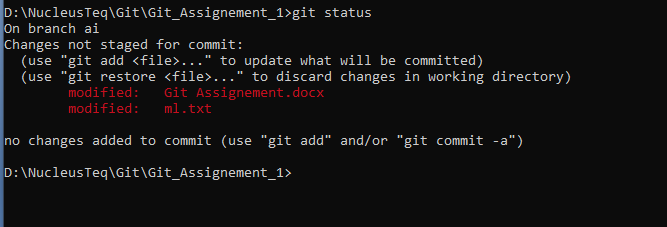 D:\NucleusTeq\Git\Git_Assignement_1>git status
On branch ai
Changes not staged for commit:
  (use "git add <file>..." to update what will be committed)
  (use "git restore <file>..." to discard changes in working directory)
        modified:   Git Assignement.docx
        modified:   ml.txt
no changes added to commit (use "git add" and/or "git commit -a")
D:\NucleusTeq\Git\Git_Assignement_1>